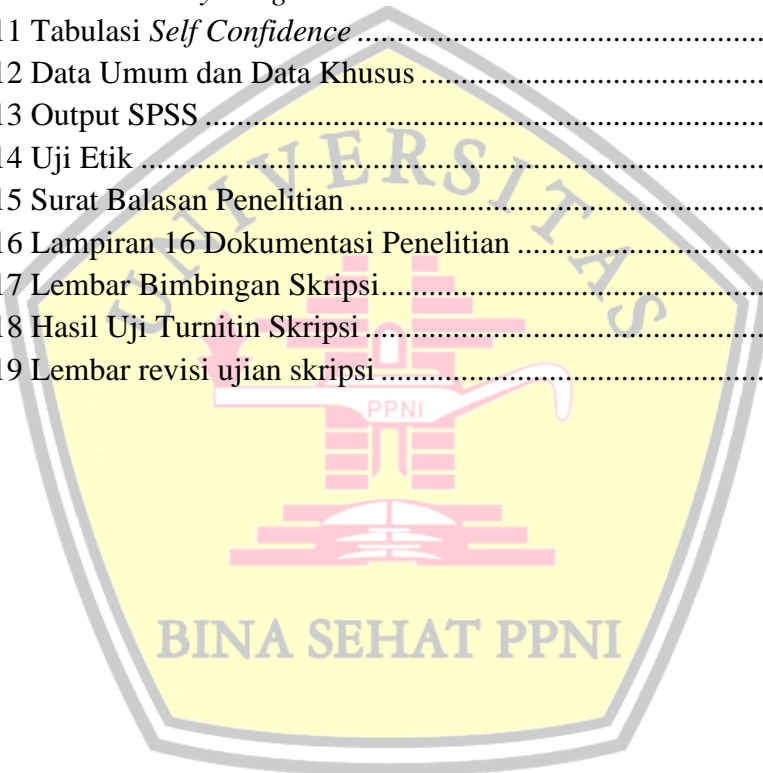 11 Tabulasi Self Confidence ........................................................
12 Data Umum dan Data Khusus ........................................................
13 Output SPSS ........................................................
14 Uji Etik ........................................................
15 Surat Balasan Penelitian ........................................................
16 Lampiran 16 Dokumentasi Penelitian ........................................................
17 Lembar Bimbingan Skripsi ........................................................
18 Hasil Uji Turnitin Skripsi ........................................................
19 Lembar revisi ujian skripsi ........................................................
UNIVERSITAS
PPNI
BINA SEHAT PPNI